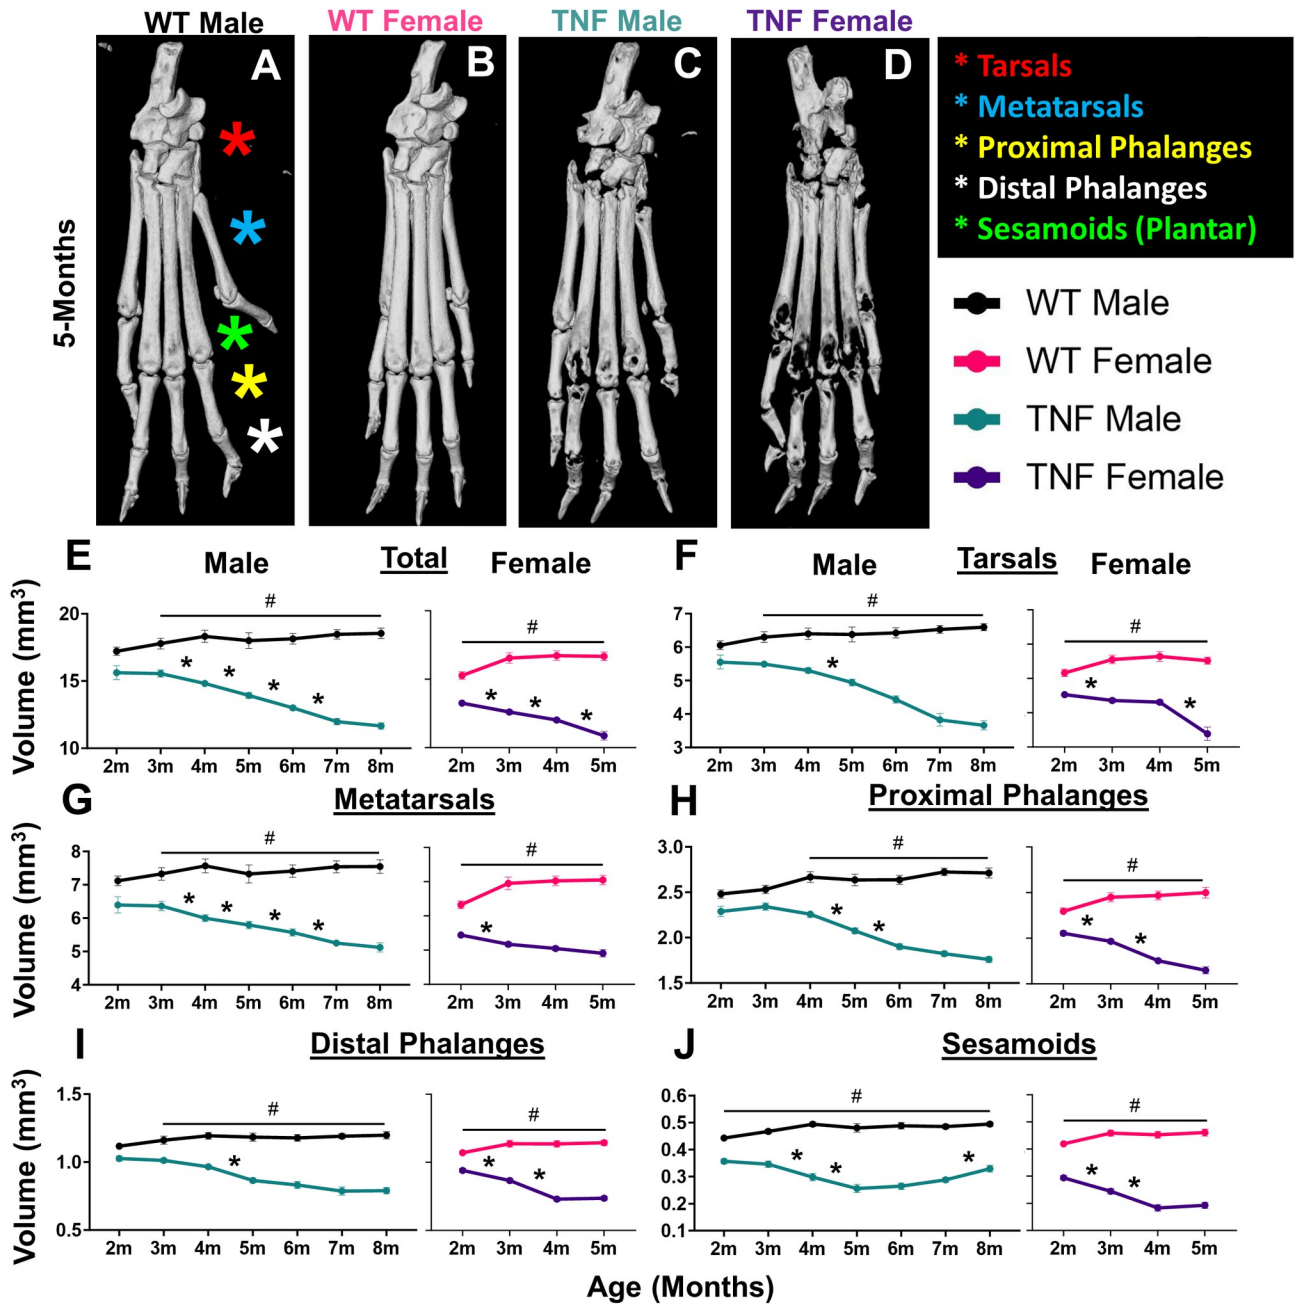 WT Male WT Female TNF Male TNF Female
A B C D
5-Months
* Tarsals
* Metatarsals
* Proximal Phalanges
* Distal Phalanges
* Sesamoids (Plantar)
* * * * *
WT Male
WT Female
TNF Male
TNF Female
E Male Total Female
Volume (mm³)
20
15
10
#
* * * *
2m 3m 4m 5m 6m 7m 8m
#
* * *
2m 3m 4m 5m
F Male Tarsals Female
7
6
5
4
3
#
*
2m 3m 4m 5m 6m 7m 8m
#
* *
2m 3m 4m 5m
G Metatarsals
Volume (mm³)
8
7
6
5
4
#
* * * *
2m 3m 4m 5m 6m 7m 8m
#
*
2m 3m 4m 5m
H Proximal Phalanges
3.0
2.5
2.0
1.5
#
* *
2m 3m 4m 5m 6m 7m 8m
#
* *
2m 3m 4m 5m
I Distal Phalanges
Volume (mm³)
1.5
1.0
0.5
#
*
2m 3m 4m 5m 6m 7m 8m
#
* *
2m 3m 4m 5m
J Sesamoids
0.6
0.5
0.4
0.3
0.2
0.1
#
* * *
2m 3m 4m 5m 6m 7m 8m
#
* *
2m 3m 4m 5m
Age (Months)